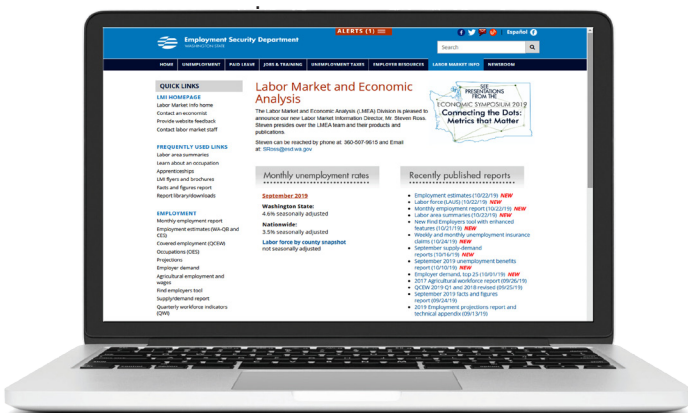 ALERTS (1)
Employment Security Department
WASHINGTON STATE
Español
Search
HOME UNEMPLOYMENT PAID LEAVE JOBS & TRAINING UNEMPLOYMENT TAXES EMPLOYER RESOURCES LABOR MARKET INFO NEWSROOM
QUICK LINKS
LMI HOMEPAGE
Labor Market Info home
Contact an economist
Provide website feedback
Contact labor market staff
FREQUENTLY USED LINKS
Labor area summaries
Learn about an occupation
Apprenticeships
LMI flyers and brochures
Facts and figures report
Report library/downloads
EMPLOYMENT
Monthly employment report
Employment estimates (WA-QB and
CES)
Covered employment (QCEW)
Occupations (OES)
Projections
Employer demand
Agricultural employment and
wages
Find employers tool
Supply/demand report
Quarterly workforce indicators
(QWI)
Labor Market and Economic
Analysis
The Labor Market and Economic Analysis (LMEA) Division is pleased to
announce our new Labor Market Information Director, Mr. Steven Ross.
Steven presides over the LMEA team and their products and
publications.
Steven can be reached by phone at: 360-507-9615 and Email
at: SRoss@esd.wa.gov
SEE
PRESENTATIONS
FROM THE
ECONOMIC SYMPOSIUM 2019
Connecting the Dots:
Metrics that Matter
Monthly unemployment rates
September 2019
Washington State:
4.6% seasonally adjusted
Nationwide:
3.5% seasonally adjusted
Labor force by county snapshot
not seasonally adjusted
Recently published reports
Employment estimates (10/22/19) NEW
Labor force (LAUS) (10/22/19) NEW
Monthly employment report (10/22/19) NEW
Labor area summaries (10/22/19) NEW
New Find Employers tool with enhanced
features (10/21/19) NEW
Weekly and monthly unemployment insurance
claims (10/24/19) NEW
September supply-demand
reports (10/16/19) NEW
September 2019 unemployment benefits
report (10/10/19) NEW
Employer demand, top 25 (10/01/19) NEW
2017 Agricultural workforce report (09/26/19)
QCEW 2019 Q1 and 2018 revised (09/25/19)
September 2019 facts and figures
report (09/24/19)
2019 Employment projections report and
technical appendix (09/13/19)